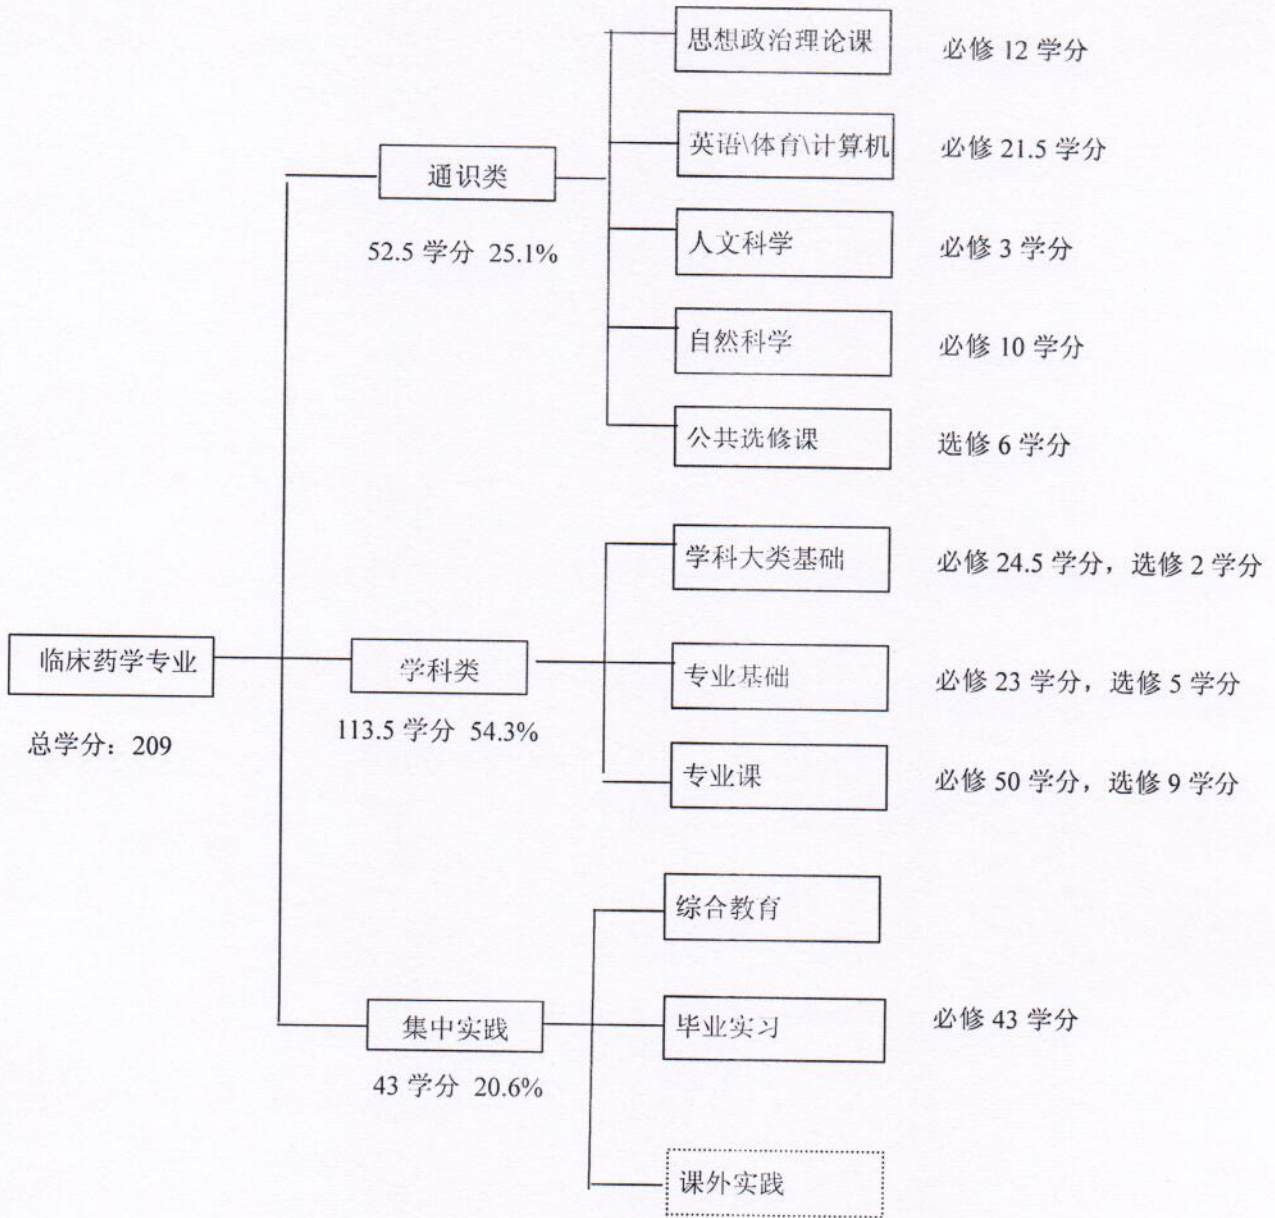 思想政治理论课 必修 12 学分
英语\体育\计算机 必修 21.5 学分
通识类
人文科学 必修 3 学分
52.5 学分 25.1%
自然科学 必修 10 学分
公共选修课 选修 6 学分
学科大类基础 必修 24.5 学分，选修 2 学分
临床药学专业
学科类
专业基础 必修 23 学分，选修 5 学分
总学分：209
113.5 学分 54.3%
专业课 必修 50 学分，选修 9 学分
综合教育
集中实践
毕业实习 必修 43 学分
43 学分 20.6%
课外实践